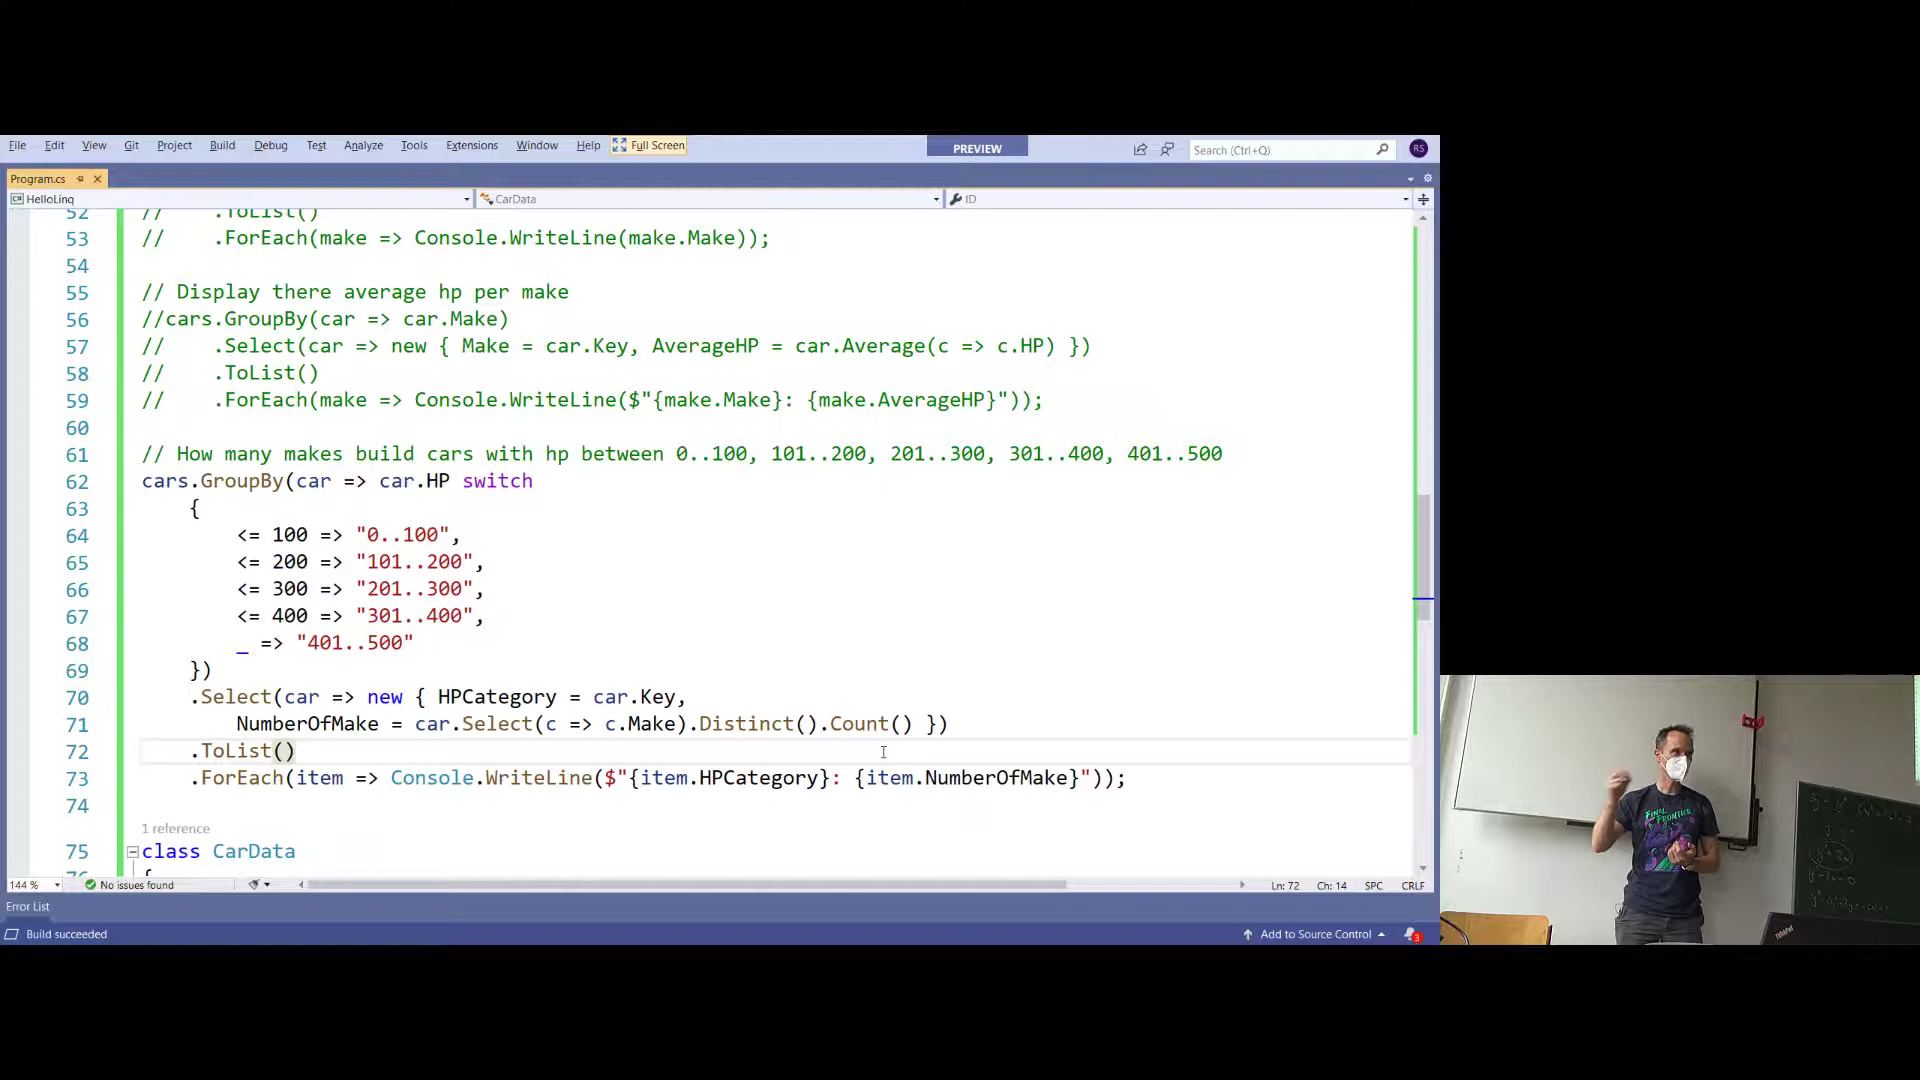 File Edit View Git Project Build Debug Test Analyze Tools Extensions Window Help Full Screen PREVIEW Search (Ctrl+Q) RS
Program.cs
HelloLinq CarData ID
52 // .ToList()
53 // .ForEach(make => Console.WriteLine(make.Make));
54
55 // Display there average hp per make
56 //cars.GroupBy(car => car.Make)
57 // .Select(car => new { Make = car.Key, AverageHP = car.Average(c => c.HP) })
58 // .ToList()
59 // .ForEach(make => Console.WriteLine($"{make.Make}: {make.AverageHP}"));
60
61 // How many makes build cars with hp between 0..100, 101..200, 201..300, 301..400, 401..500
62 cars.GroupBy(car => car.HP switch
63 {
64 <= 100 => "0..100",
65 <= 200 => "101..200",
66 <= 300 => "201..300",
67 <= 400 => "301..400",
68 _ => "401..500"
69 })
70 .Select(car => new { HPCategory = car.Key,
71 NumberOfMake = car.Select(c => c.Make).Distinct().Count() })
72 .ToList()
73 .ForEach(item => Console.WriteLine($"{item.HPCategory}: {item.NumberOfMake}"));
74
1 reference
75 class CarData
76 {
144 % No issues found Ln: 72 Ch: 14 SPC CRLF
Error List
Build succeeded Add to Source Control 3
FINAL
FRONTIER
ThinkPad